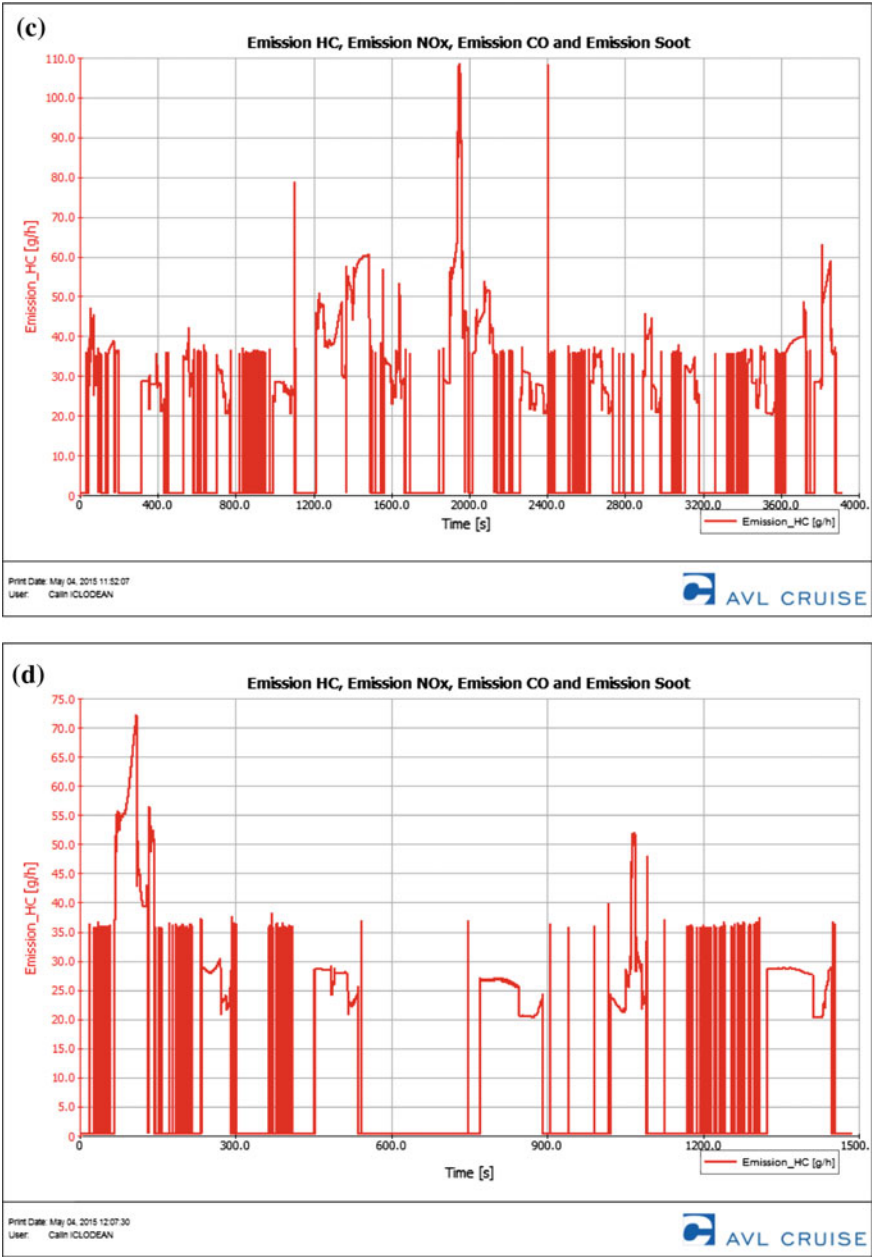 (c)
Emission HC, Emission NOx, Emission CO and Emission Soot
110.0
100.0
90.0
80.0
70.0
60.0
50.0
40.0
30.0
20.0
10.0
0
Emission_HC [g/h]
0 400.0 800.0 1200.0 1600.0 2000.0 2400.0 2800.0 3200.0 3600.0 4000.
Time [s]
Emission_HC [g/h]
Print Date: May 04, 2015 11:52:07
User: Calin ICLODEAN
AVL CRUISE
(d)
Emission HC, Emission NOx, Emission CO and Emission Soot
75.0
70.0
65.0
60.0
55.0
50.0
45.0
40.0
35.0
30.0
25.0
20.0
15.0
10.0
5.0
0
Emission_HC [g/h]
0 300.0 600.0 900.0 1200.0 1500.
Time [s]
Emission_HC [g/h]
Print Date: May 04, 2015 12:07:30
User: Calin ICLODEAN
AVL CRUISE